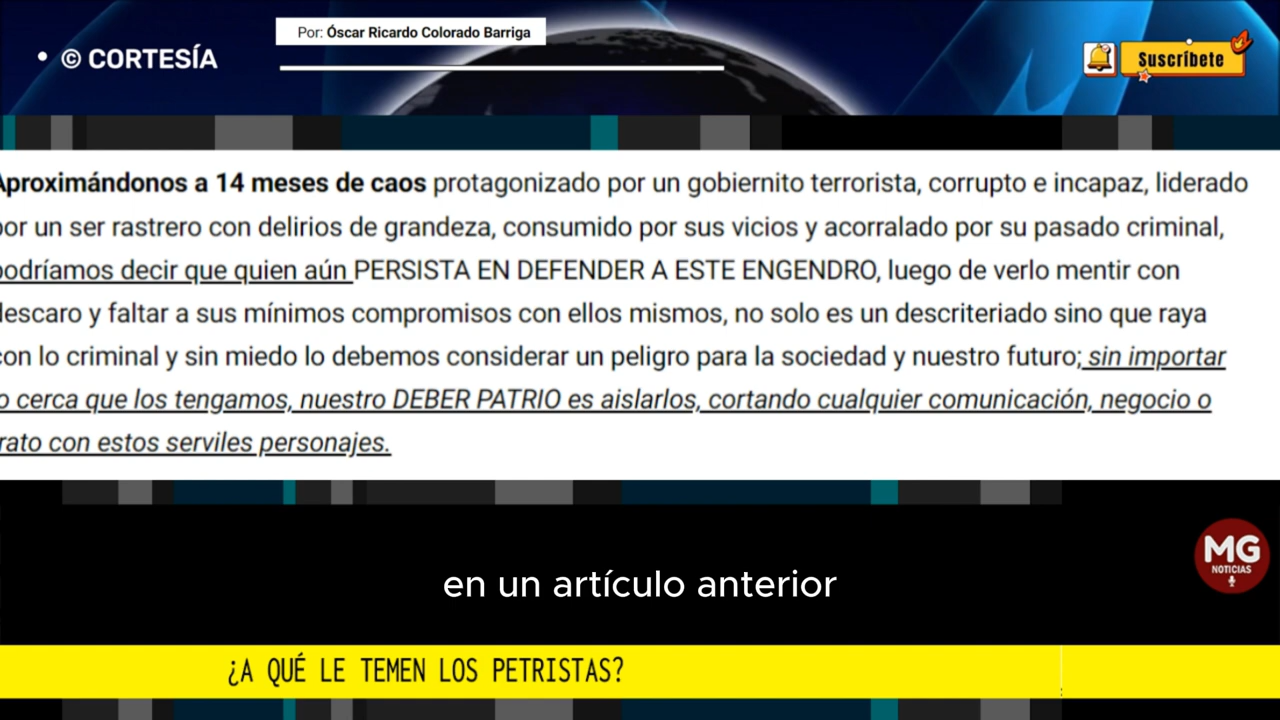 Por: Óscar Ricardo Colorado Barriga
• © CORTESÍA
Suscríbete
Aproximándonos a 14 meses de caos protagonizado por un gobiernito terrorista, corrupto e incapaz, liderado
por un ser rastrero con delirios de grandeza, consumido por sus vicios y acorralado por su pasado criminal,
podríamos decir que quien aún PERSISTA EN DEFENDER A ESTE ENGENDRO, luego de verlo mentir con
descaro y faltar a sus mínimos compromisos con ellos mismos, no solo es un descriteriado sino que raya
con lo criminal y sin miedo lo debemos considerar un peligro para la sociedad y nuestro futuro; sin importar
lo cerca que los tengamos, nuestro DEBER PATRIO es aislarlos, cortando cualquier comunicación, negocio o
trato con estos serviles personajes.
MG
NOTICIAS
en un artículo anterior
¿A QUÉ LE TEMEN LOS PETRISTAS?